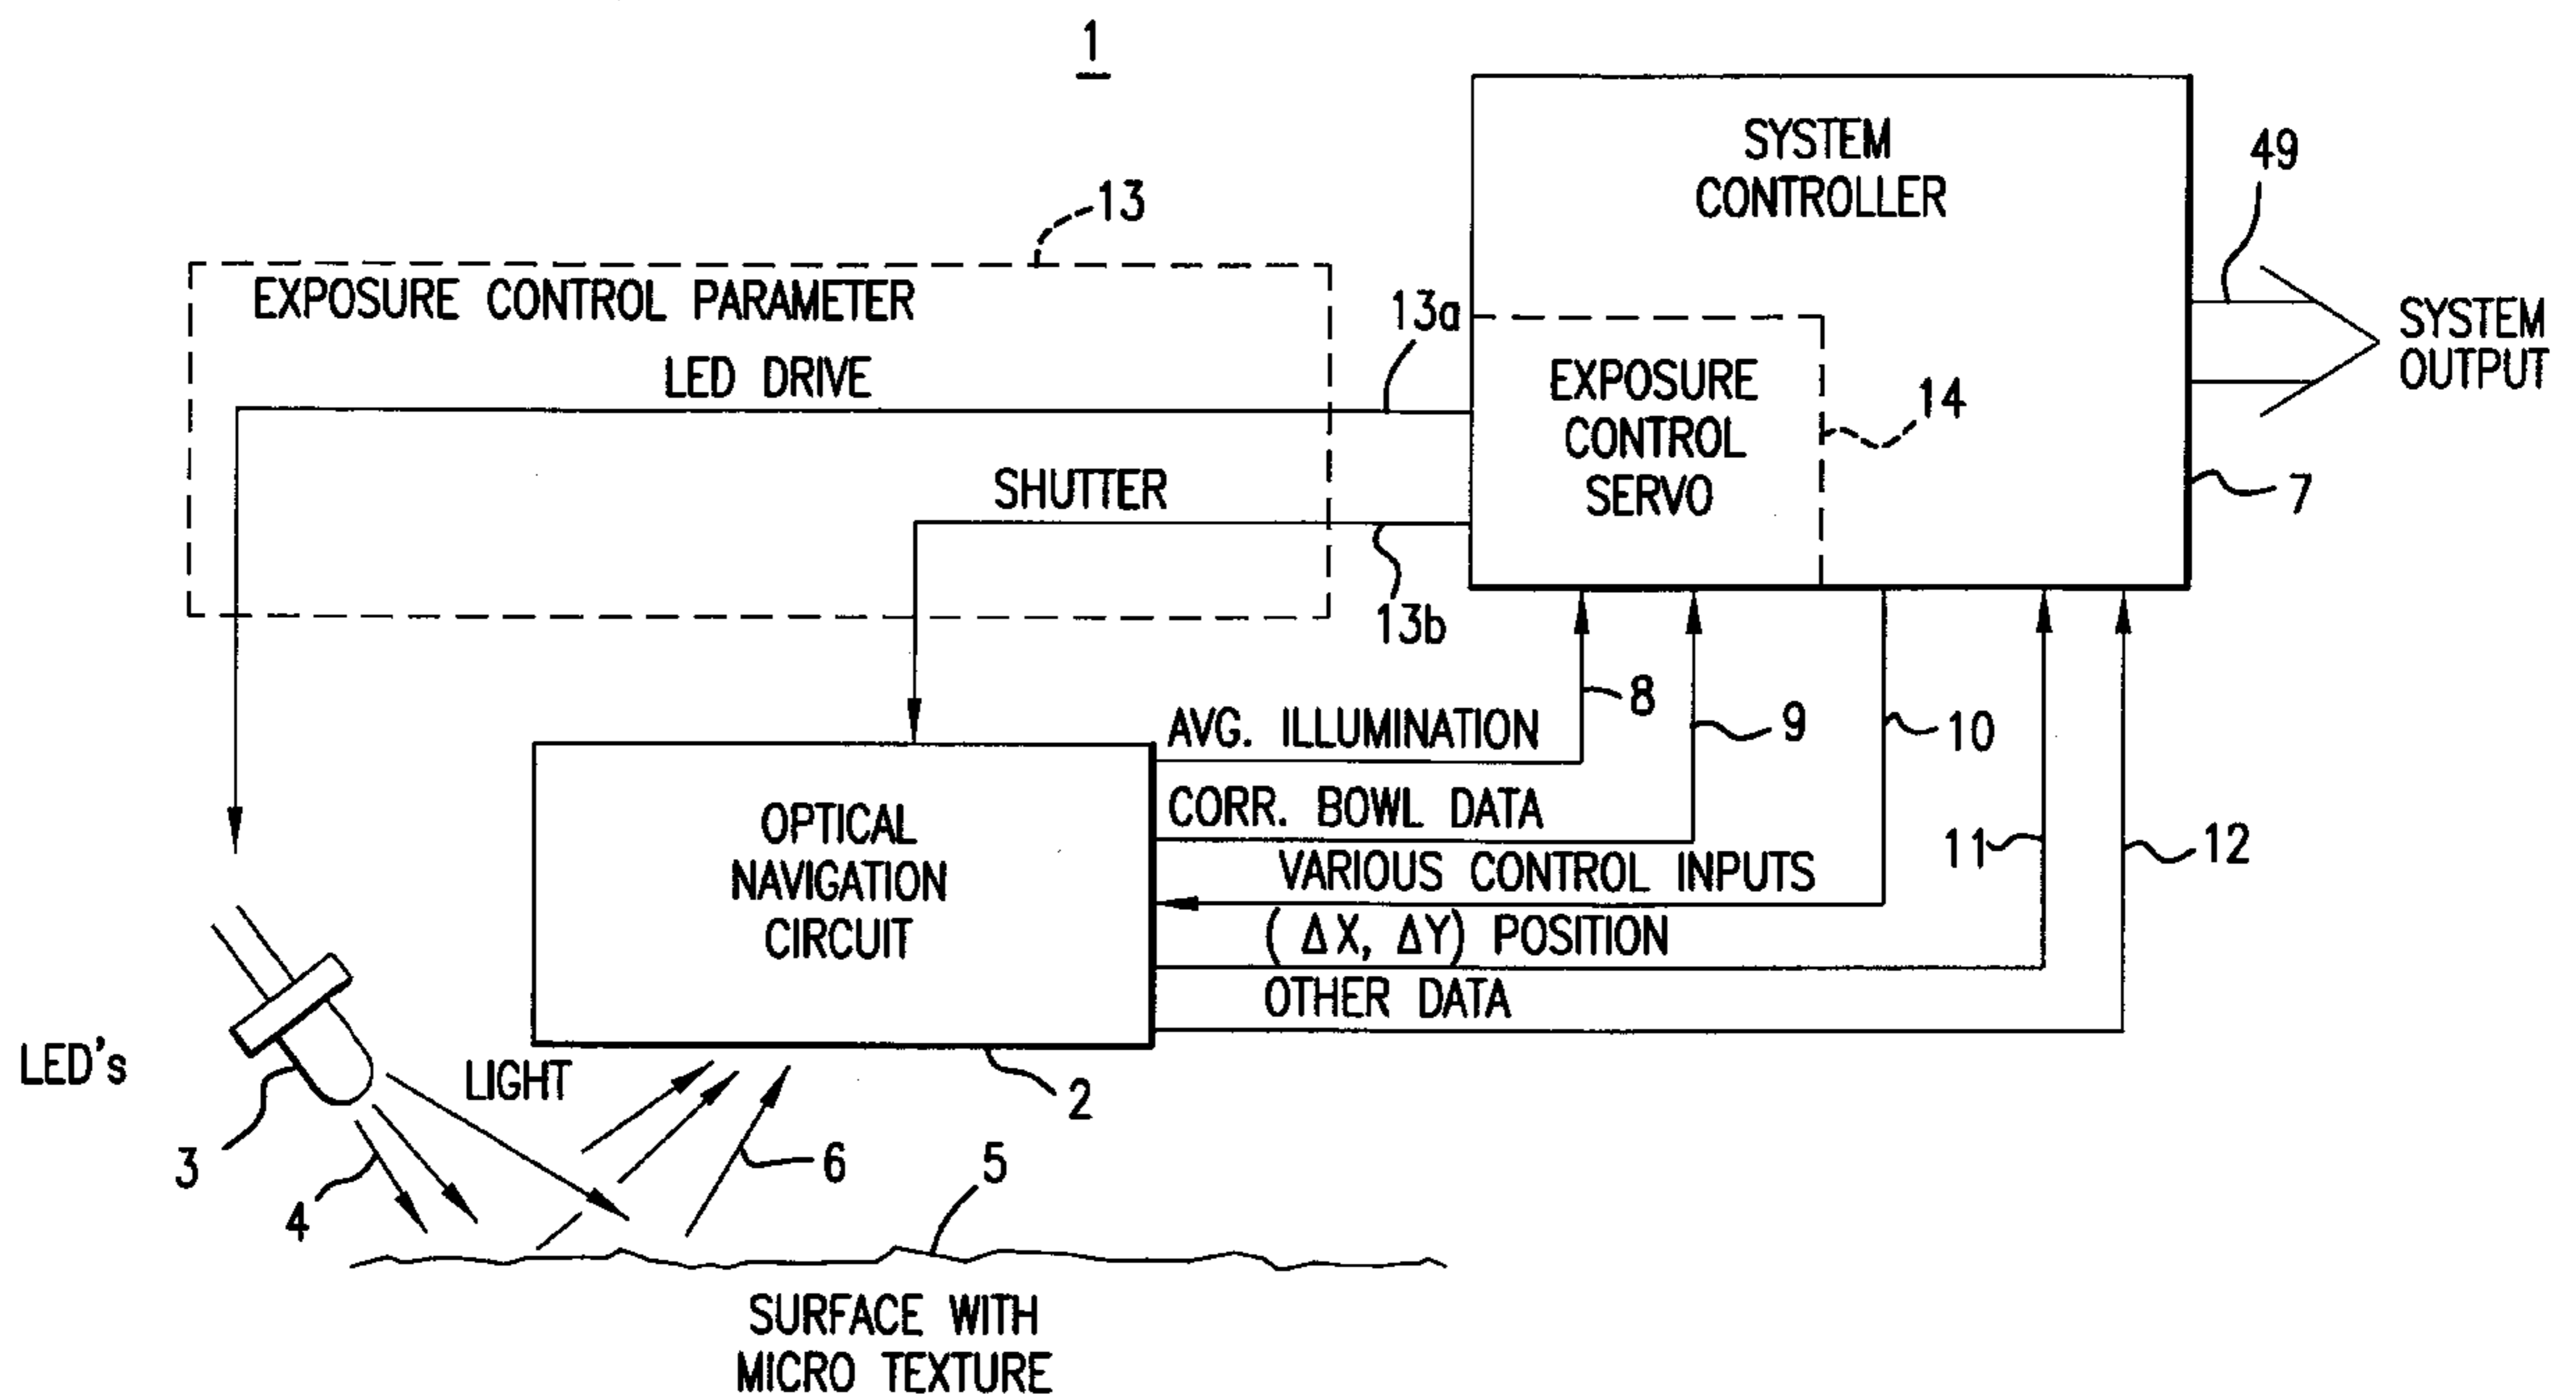 1
SYSTEM
CONTROLLER
49
13
EXPOSURE CONTROL PARAMETER
13a
SYSTEM
OUTPUT
LED DRIVE
EXPOSURE
CONTROL
SERVO
14
SHUTTER
7
13b
8
AVG. ILLUMINATION
9
10
CORR. BOWL DATA
11
12
OPTICAL
NAVIGATION
CIRCUIT
VARIOUS CONTROL INPUTS
( ΔX, ΔY) POSITION
OTHER DATA
LED's
LIGHT
2
3
4
6
5
SURFACE WITH
MICRO TEXTURE